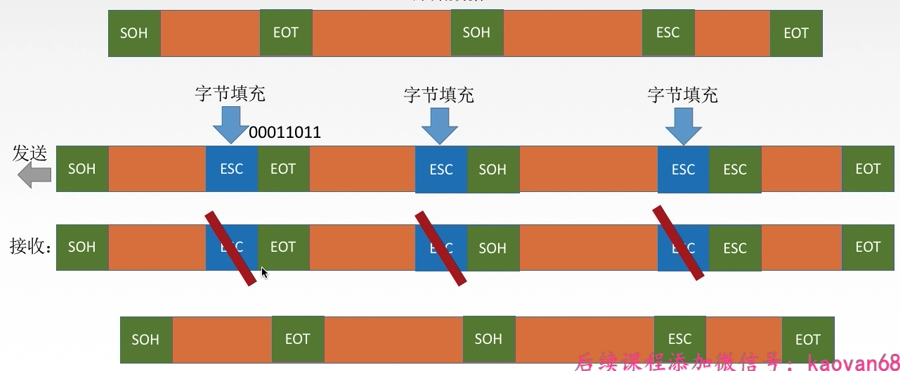 SOH EOT SOH ESC EOT
字节填充 字节填充 字节填充
00011011
发送
SOH ESC EOT ESC SOH ESC ESC EOT
接收: SOH ESC EOT ESC SOH ESC ESC EOT
SOH EOT SOH ESC EOT
后续课程添加微信号: kaovan68